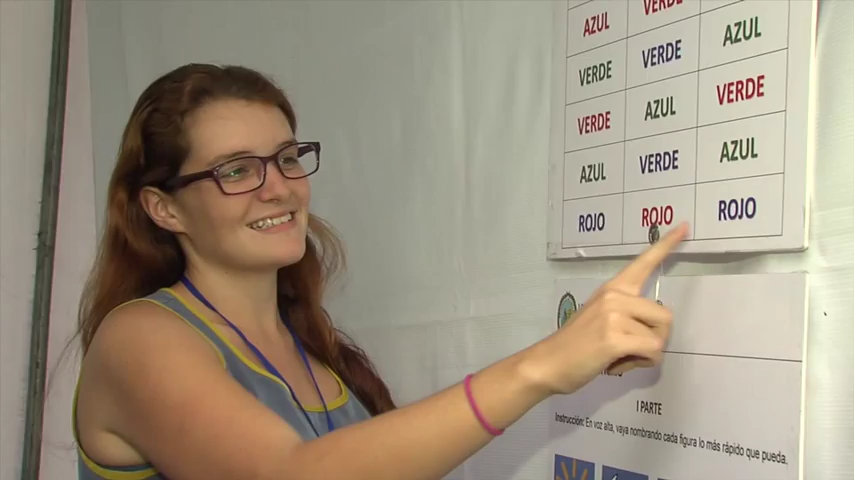 AZUL VERDE
VERDE VERDE AZUL
VERDE AZUL VERDE
AZUL VERDE AZUL
ROJO ROJO ROJO
I PARTE
Instrucción: En voz alta, vaya nombrando cada figura lo más rápido que pueda.